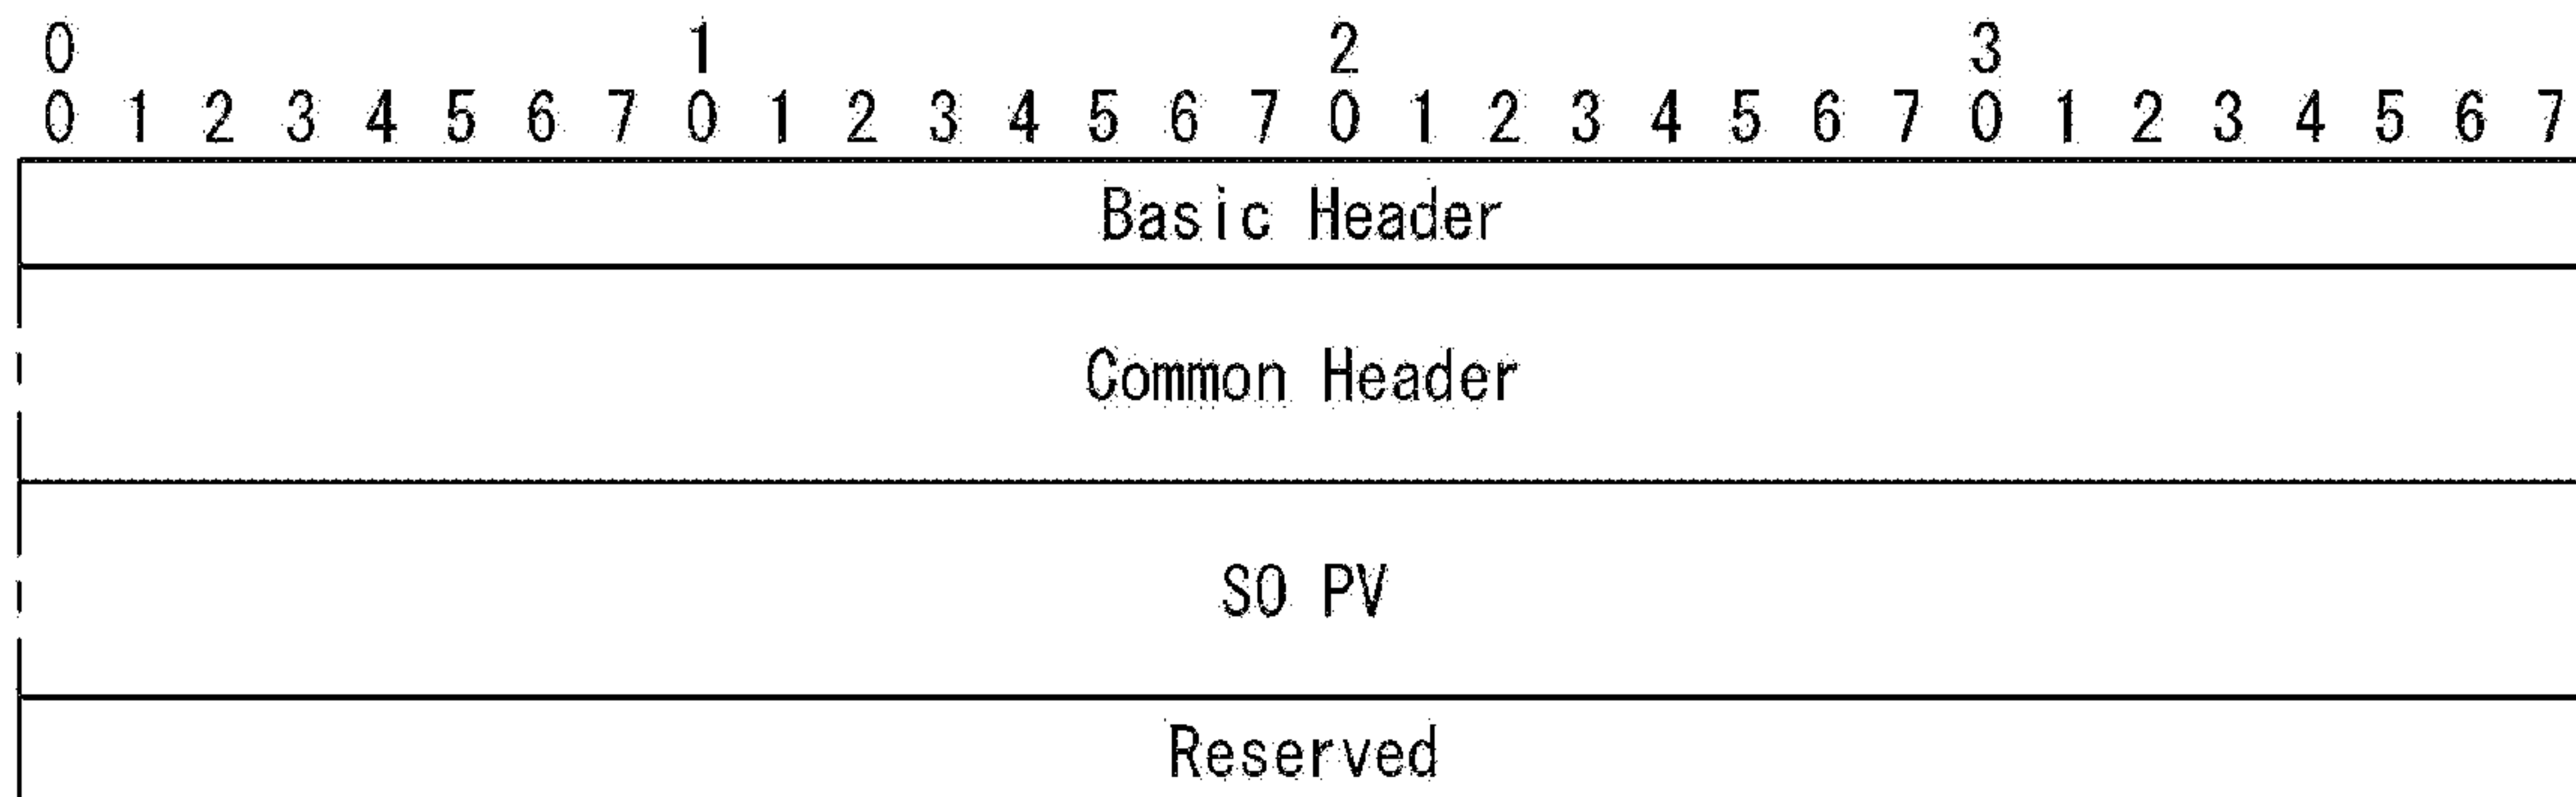 0 1 2 3
0 1 2 3 4 5 6 7 0 1 2 3 4 5 6 7 0 1 2 3 4 5 6 7 0 1 2 3 4 5 6 7
Basic Header
Common Header
SO PV
Reserved